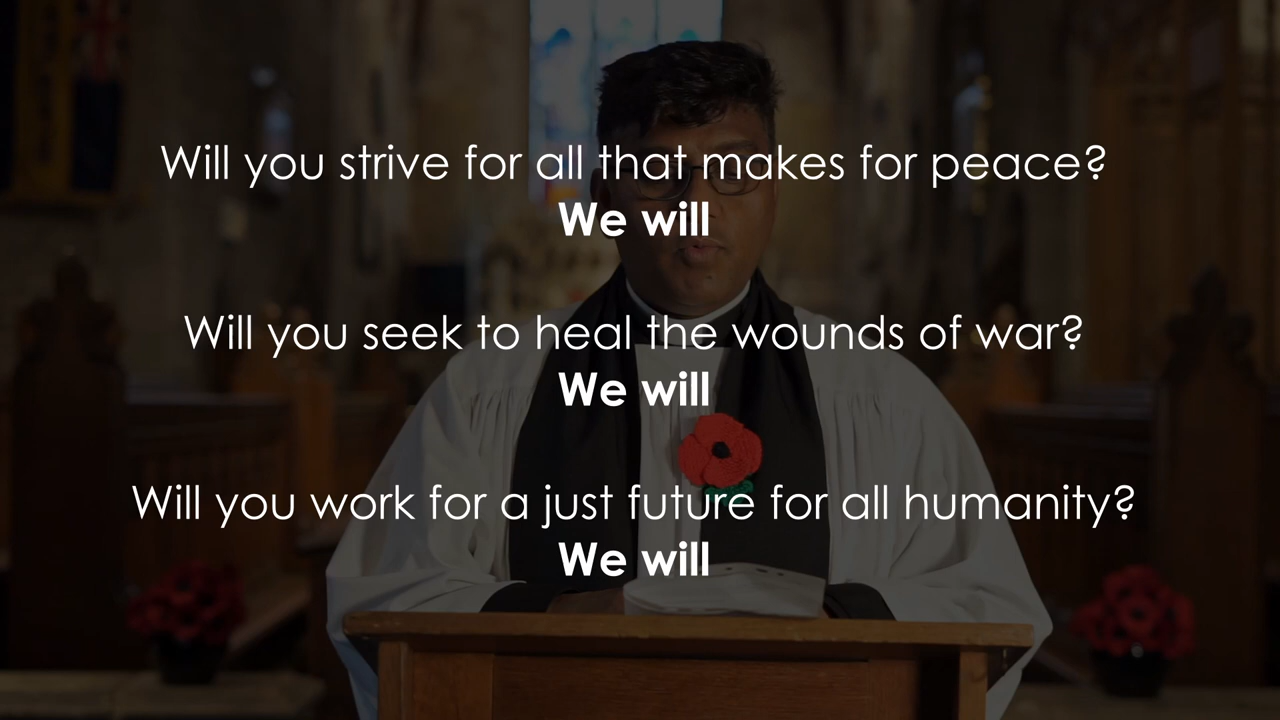 Will you strive for all that makes for peace?
We will
Will you seek to heal the wounds of war?
We will
Will you work for a just future for all humanity?
We will